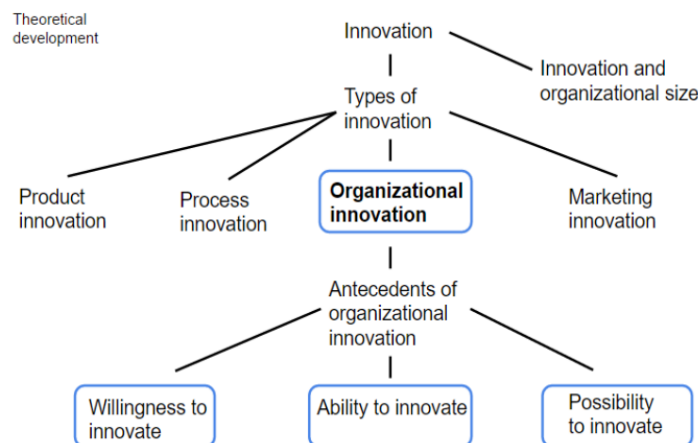 Theoretical
development
Innovation
Innovation and
organizational size
Types of
innovation
Product
innovation
Process
innovation
Organizational
innovation
Marketing
innovation
Antecedents of
organizational
innovation
Willingness to
innovate
Ability to innovate
Possibility
to innovate